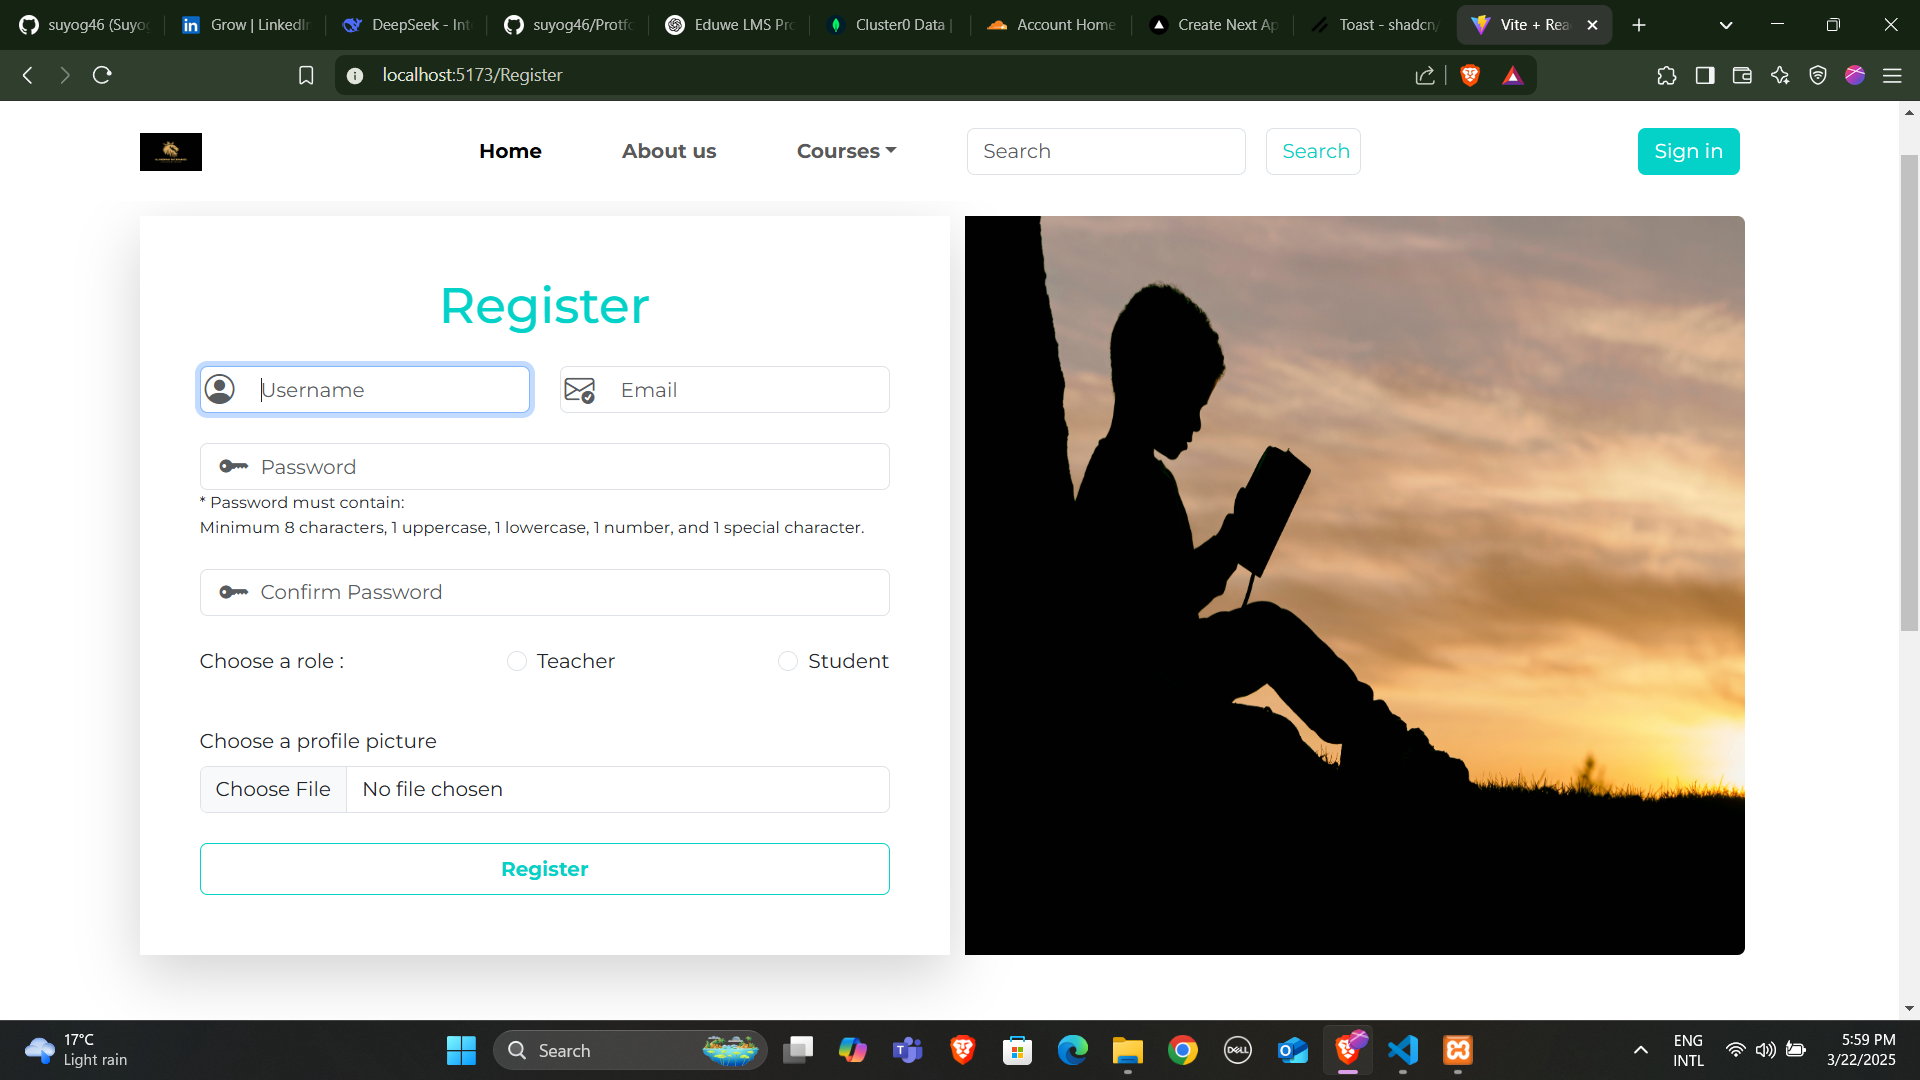 suyog46 (Suyog
Grow | LinkedIn
DeepSeek - Int
suyog46/Protfo
Eduwe LMS Pro
Cluster0 Data |
Account Home
Create Next Ap
Toast - shadcn/
Vite + Rea
localhost:5173/Register
Home
About us
Courses
Search
Search
Sign in
Register
Username
Email
Password
* Password must contain:
Minimum 8 characters, 1 uppercase, 1 lowercase, 1 number, and 1 special character.
Confirm Password
Choose a role :
Teacher
Student
Choose a profile picture
Choose File
No file chosen
Register
17°C
Light rain
Search
DELL
ENG
INTL
5:59 PM
3/22/2025